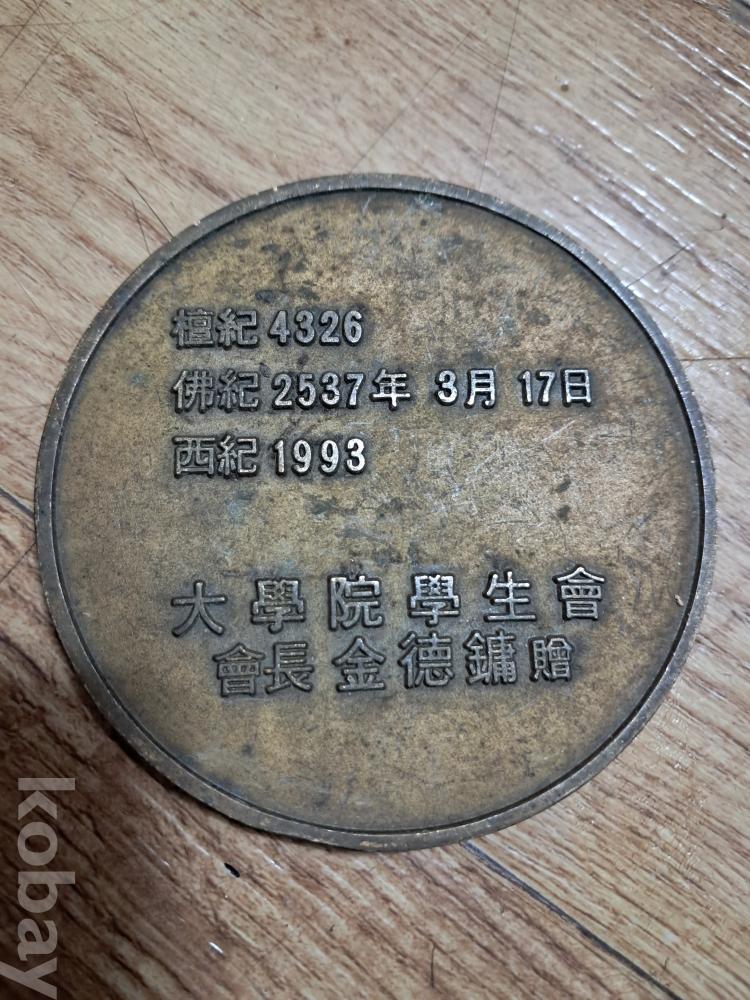 檀紀 4326
佛紀 2537年 3月 17日
西紀 1993
大學院學生會
會長 金德鏞 贈
kobay